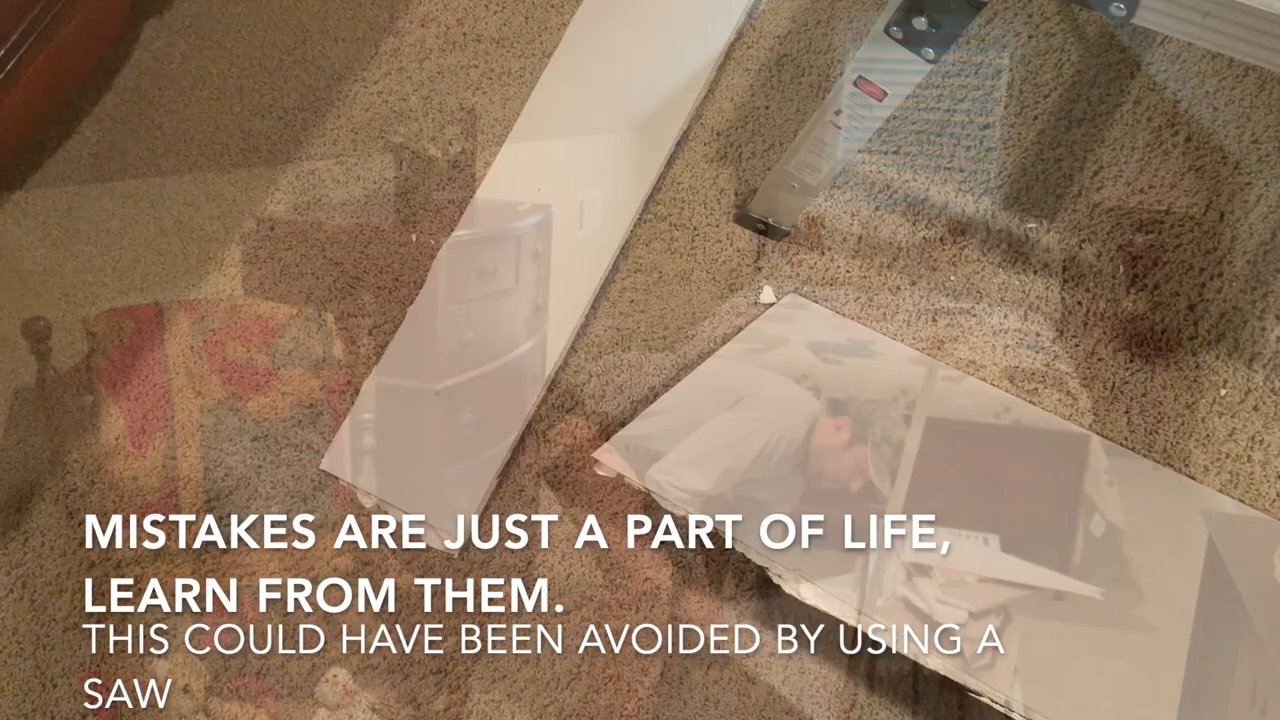 MISTAKES ARE JUST A PART OF LIFE,
LEARN FROM THEM.
THIS COULD HAVE BEEN AVOIDED BY USING A
SAW